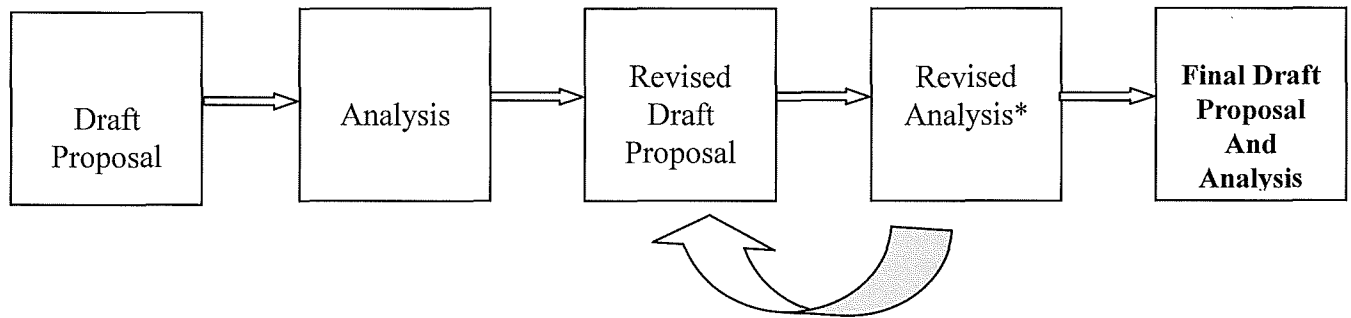 Draft
Proposal
Analysis
Revised
Draft
Proposal
Revised
Analysis*
Final Draft
Proposal
And
Analysis